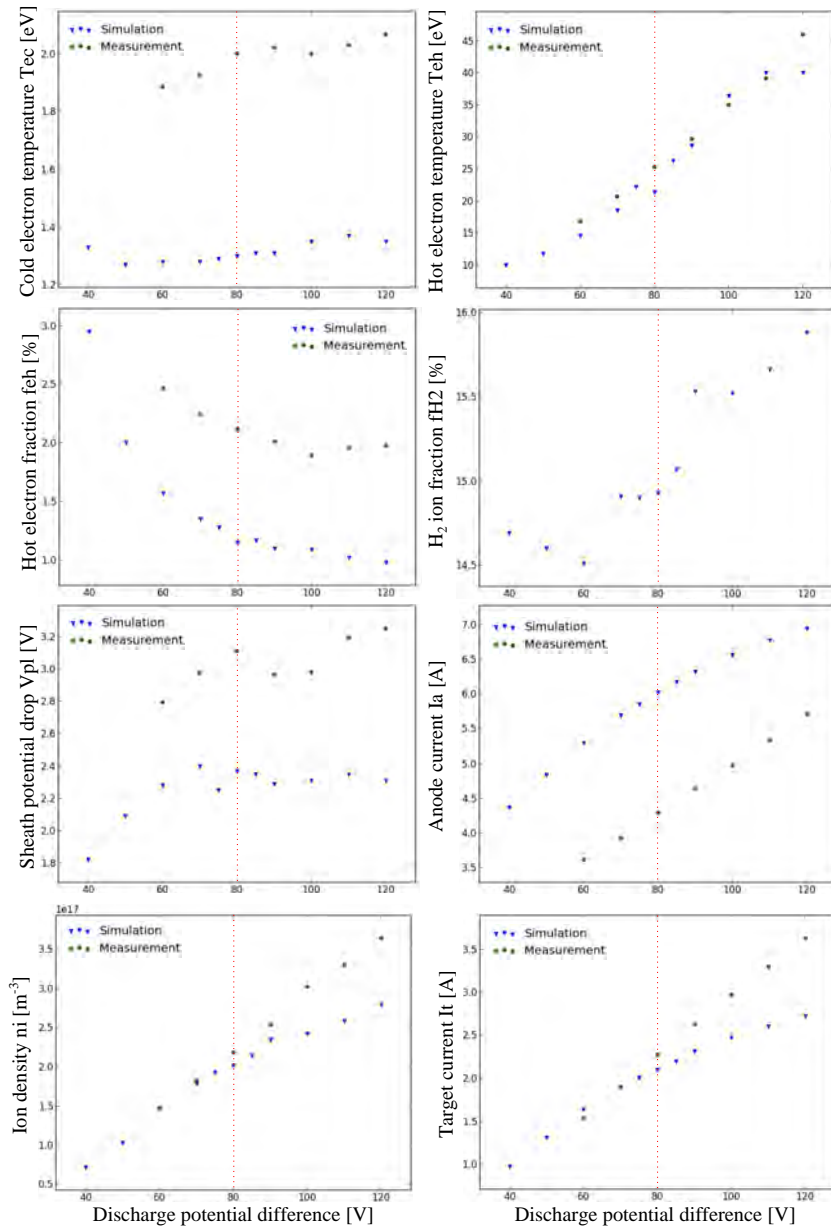 Cold electron temperature Tec [eV]
Simulation
Measurement
2.0
1.8
1.6
1.4
1.2
40 60 80 100 120
Hot electron temperature Teh [eV]
Simulation
Measurement
45
40
35
30
25
20
15
10
40 60 80 100 120
Hot electron fraction feh [%]
Simulation
Measurement
3.0
2.5
2.0
1.5
1.0
40 60 80 100 120
H₂ ion fraction fH2 [%]
16.0
15.5
15.0
14.5
40 60 80 100 120
Sheath potential drop Vpl [V]
Simulation
Measurement
3.2
3.0
2.8
2.6
2.4
2.2
2.0
1.8
40 60 80 100 120
Anode current Ia [A]
Simulation
Measurement
7.0
6.5
6.0
5.5
5.0
4.5
4.0
3.5
40 60 80 100 120
Ion density ni [m⁻³]
1e17
Simulation
Measurement
3.5
3.0
2.5
2.0
1.5
1.0
0.5
40 60 80 100 120
Discharge potential difference [V]
Target current It [A]
Simulation
Measurement
3.5
3.0
2.5
2.0
1.5
1.0
40 60 80 100 120
Discharge potential difference [V]